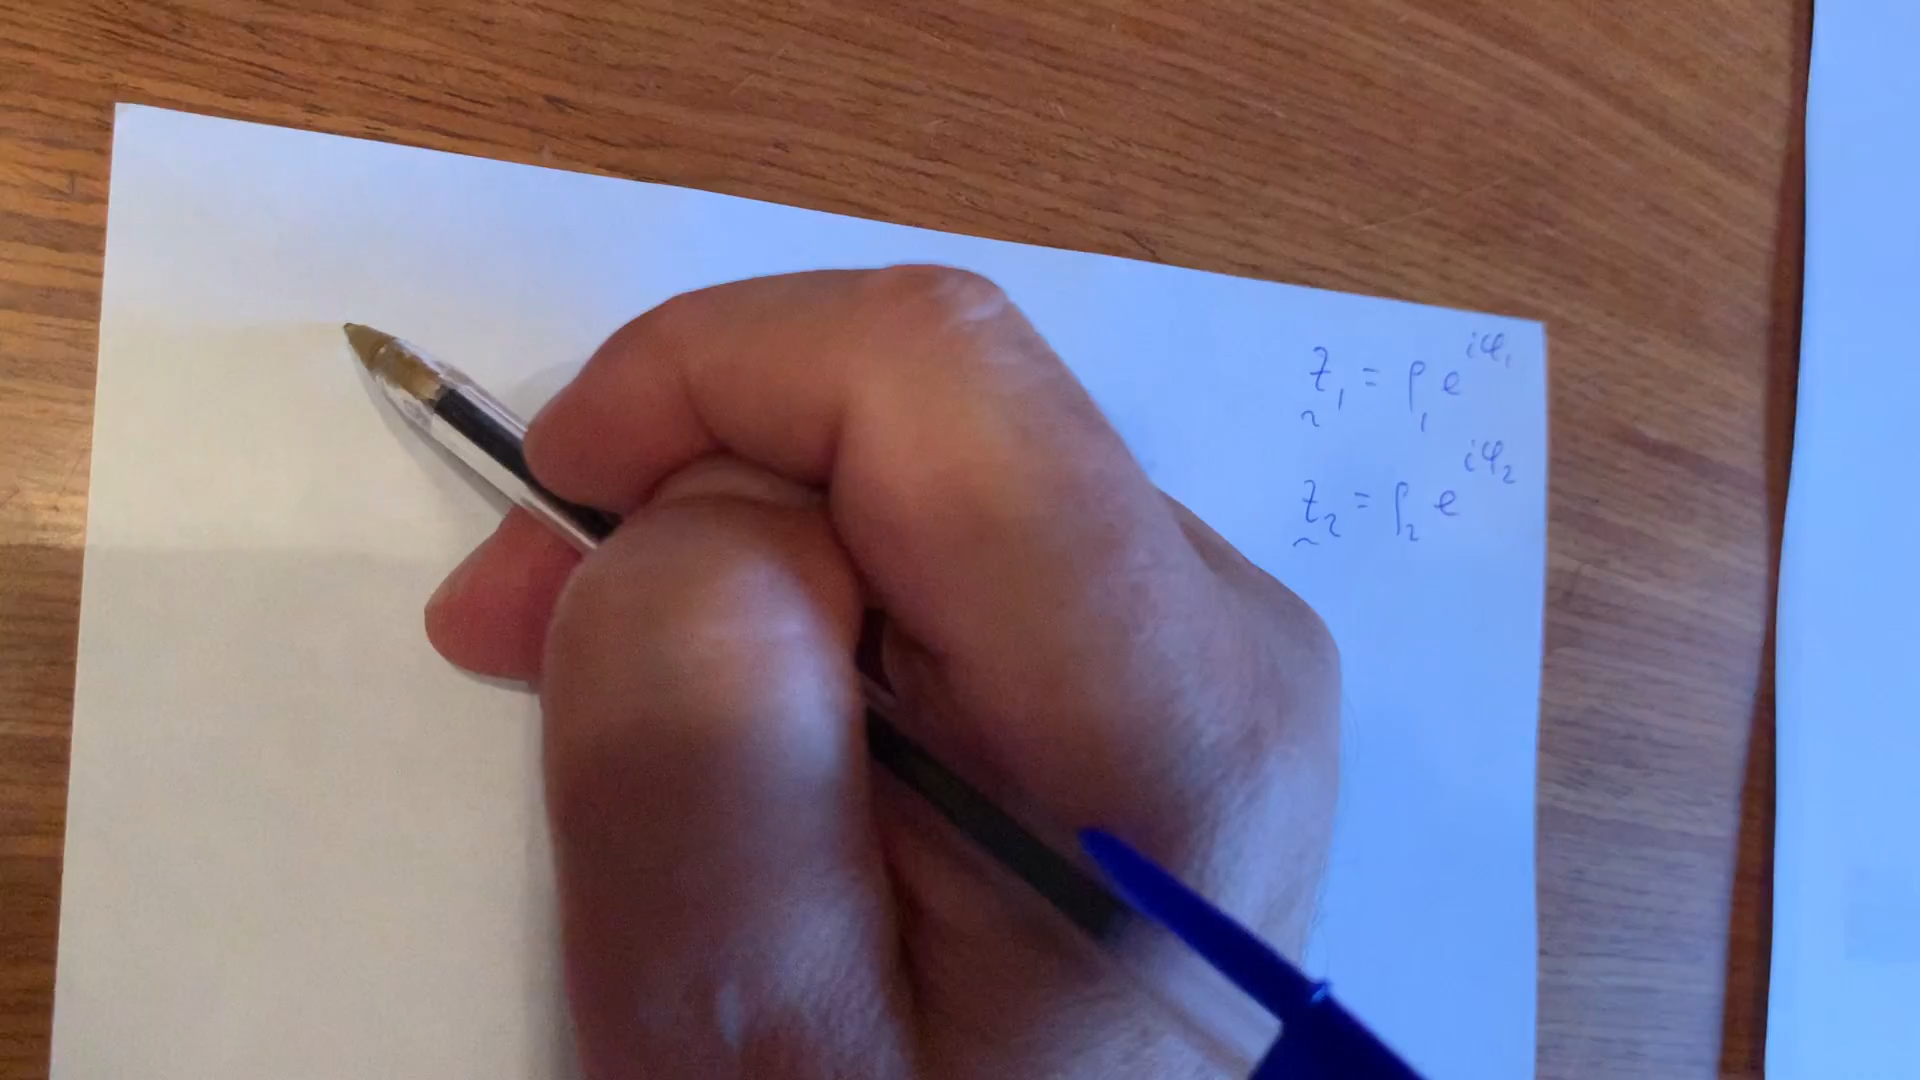 z₁ = ρ₁ e^{iφ₁}
z₂ = ρ₂ e^{iφ₂}